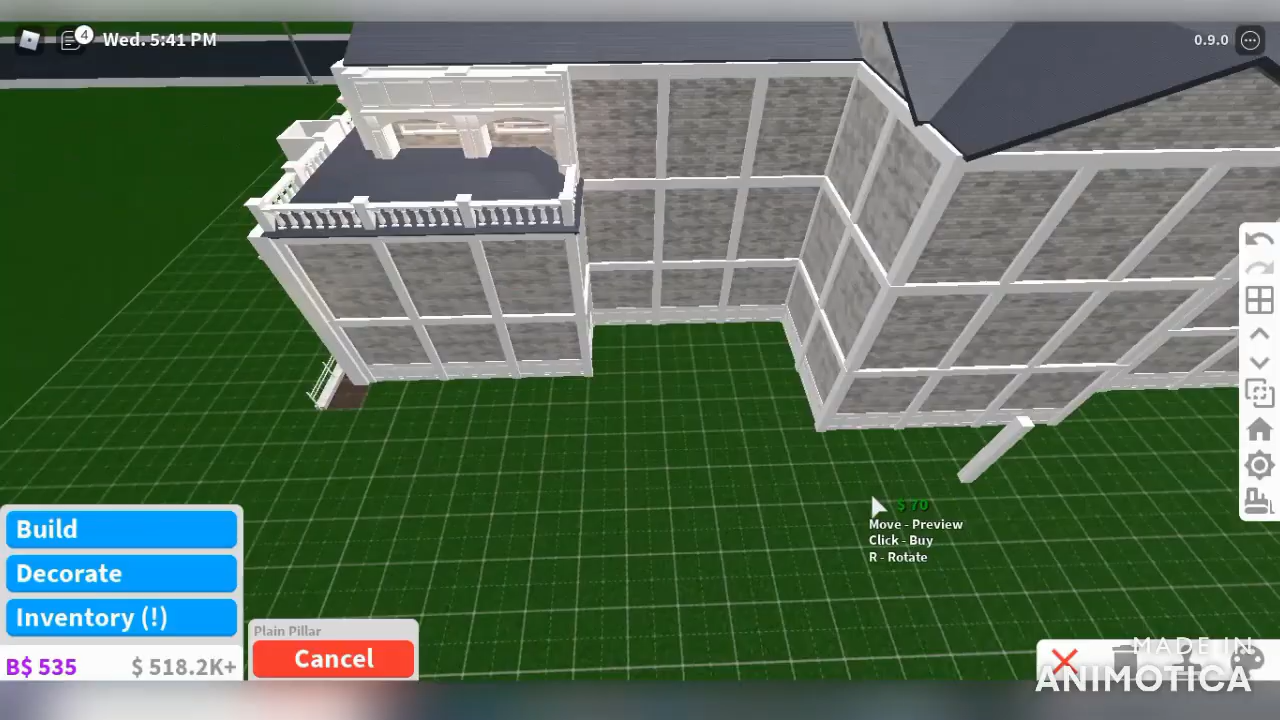 4
Wed. 5:41 PM
0.9.0
$ 70
Move - Preview
Click - Buy
R - Rotate
Build
Decorate
Inventory (!)
B$ 535
$ 518.2K+
Plain Pillar
Cancel
MADE IN
ANIMOTICA